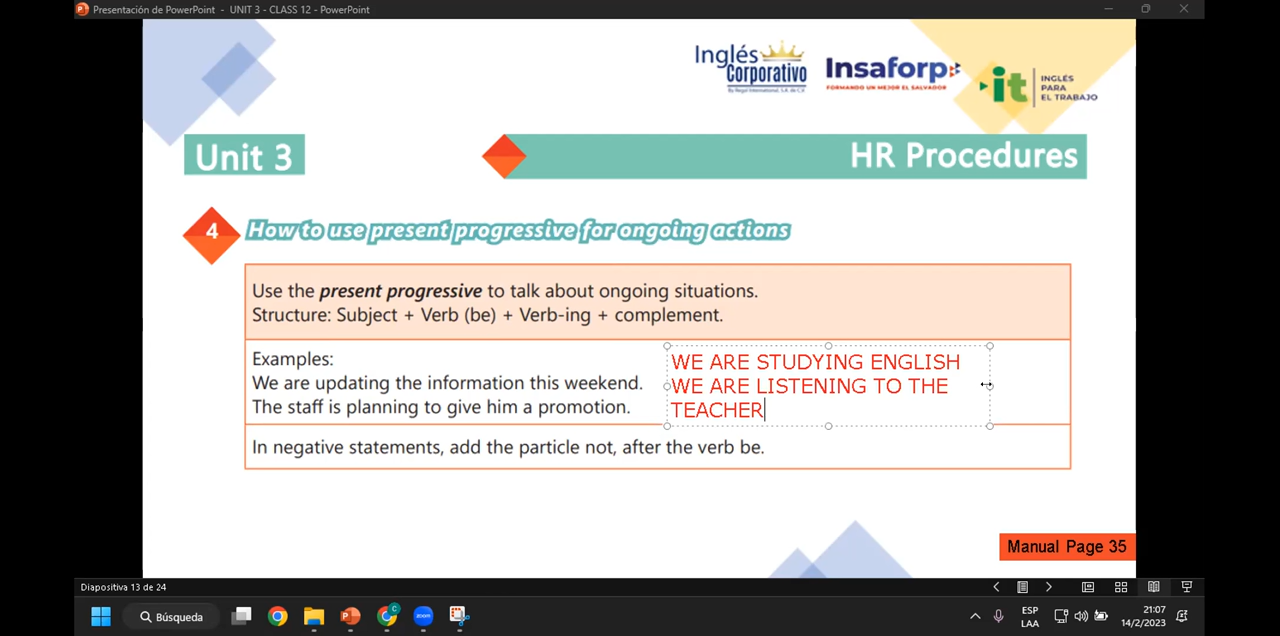 Presentación de PowerPoint - UNIT 3 - CLASS 12 - PowerPoint
Inglés
Corporativo
By Regal International, S.A. de C.V.
Insaforp
FORMANDO UN MEJOR EL SALVADOR
it
INGLÉS
PARA
EL TRABAJO
Unit 3
HR Procedures
4
How to use present progressive for ongoing actions
Use the present progressive to talk about ongoing situations.
Structure: Subject + Verb (be) + Verb-ing + complement.
Examples:
We are updating the information this weekend.
The staff is planning to give him a promotion.
WE ARE STUDYING ENGLISH
WE ARE LISTENING TO THE
TEACHER
In negative statements, add the particle not, after the verb be.
Manual Page 35
Diapositiva 13 de 24
Búsqueda
zoom
ESP
LAA
21:07
14/2/2023